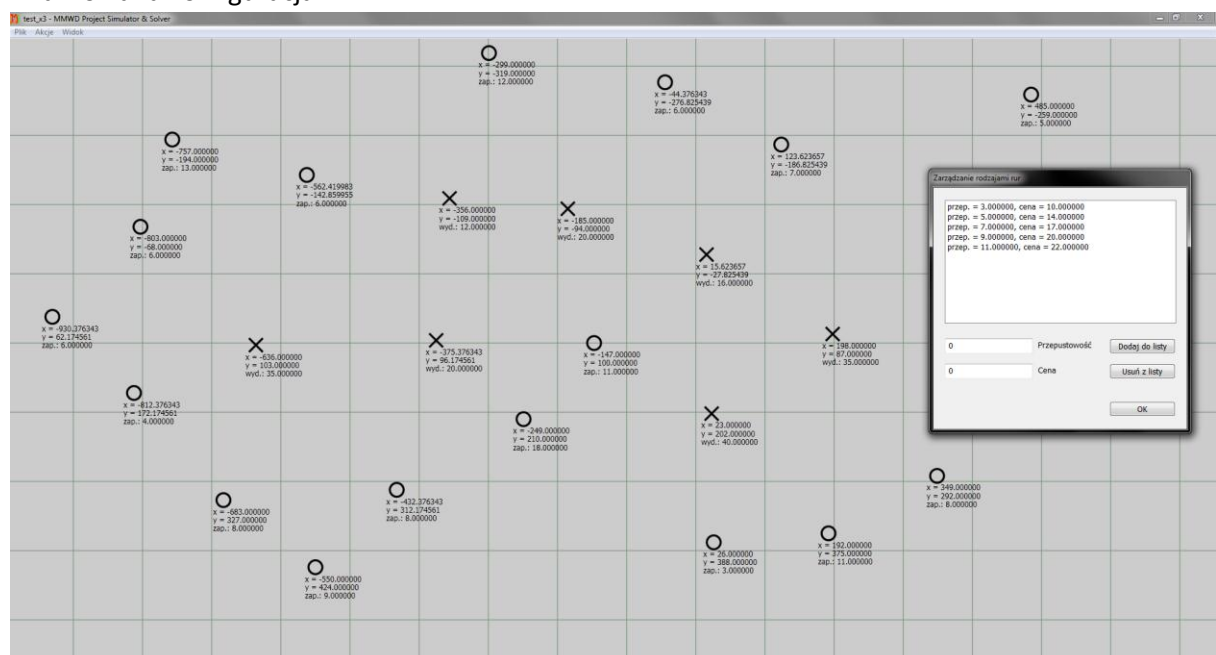 test_x3 - MMWD Project Simulator & Solver
Plik Akcje Widok
x = -299.000000
y = -319.000000
zap.: 12.000000
x = -44.376343
y = -276.825439
zap.: 6.000000
x = 485.000000
y = -259.000000
zap.: 5.000000
x = -757.000000
y = -194.000000
zap.: 13.000000
x = 123.623657
y = -186.825439
zap.: 7.000000
x = -562.419983
y = -142.859955
zap.: 6.000000
x = -356.000000
y = -109.000000
wyd.: 12.000000
x = -185.000000
y = -94.000000
wyd.: 20.000000
x = -803.000000
y = -68.000000
zap.: 6.000000
x = 15.623657
y = -27.825439
wyd.: 16.000000
x = -930.376343
y = 62.174561
zap.: 6.000000
x = -636.000000
y = 103.000000
wyd.: 35.000000
x = -375.376343
y = 96.174561
wyd.: 20.000000
x = -147.000000
y = 100.000000
zap.: 11.000000
x = 198.000000
y = 87.000000
wyd.: 35.000000
x = -812.376343
y = 172.174561
zap.: 4.000000
x = -249.000000
y = 210.000000
zap.: 18.000000
x = 23.000000
y = 202.000000
wyd.: 40.000000
x = -683.000000
y = 327.000000
zap.: 8.000000
x = -432.376343
y = 312.174561
zap.: 8.000000
x = 349.000000
y = 292.000000
zap.: 8.000000
x = -550.000000
y = 424.000000
zap.: 9.000000
x = 26.000000
y = 388.000000
zap.: 3.000000
x = 192.000000
y = 375.000000
zap.: 11.000000
Zarządzanie rodzajami rur
przep. = 3.000000, cena = 10.000000
przep. = 5.000000, cena = 14.000000
przep. = 7.000000, cena = 17.000000
przep. = 9.000000, cena = 20.000000
przep. = 11.000000, cena = 22.000000
0 Przepustowość Dodaj do listy
0 Cena Usuń z listy
OK